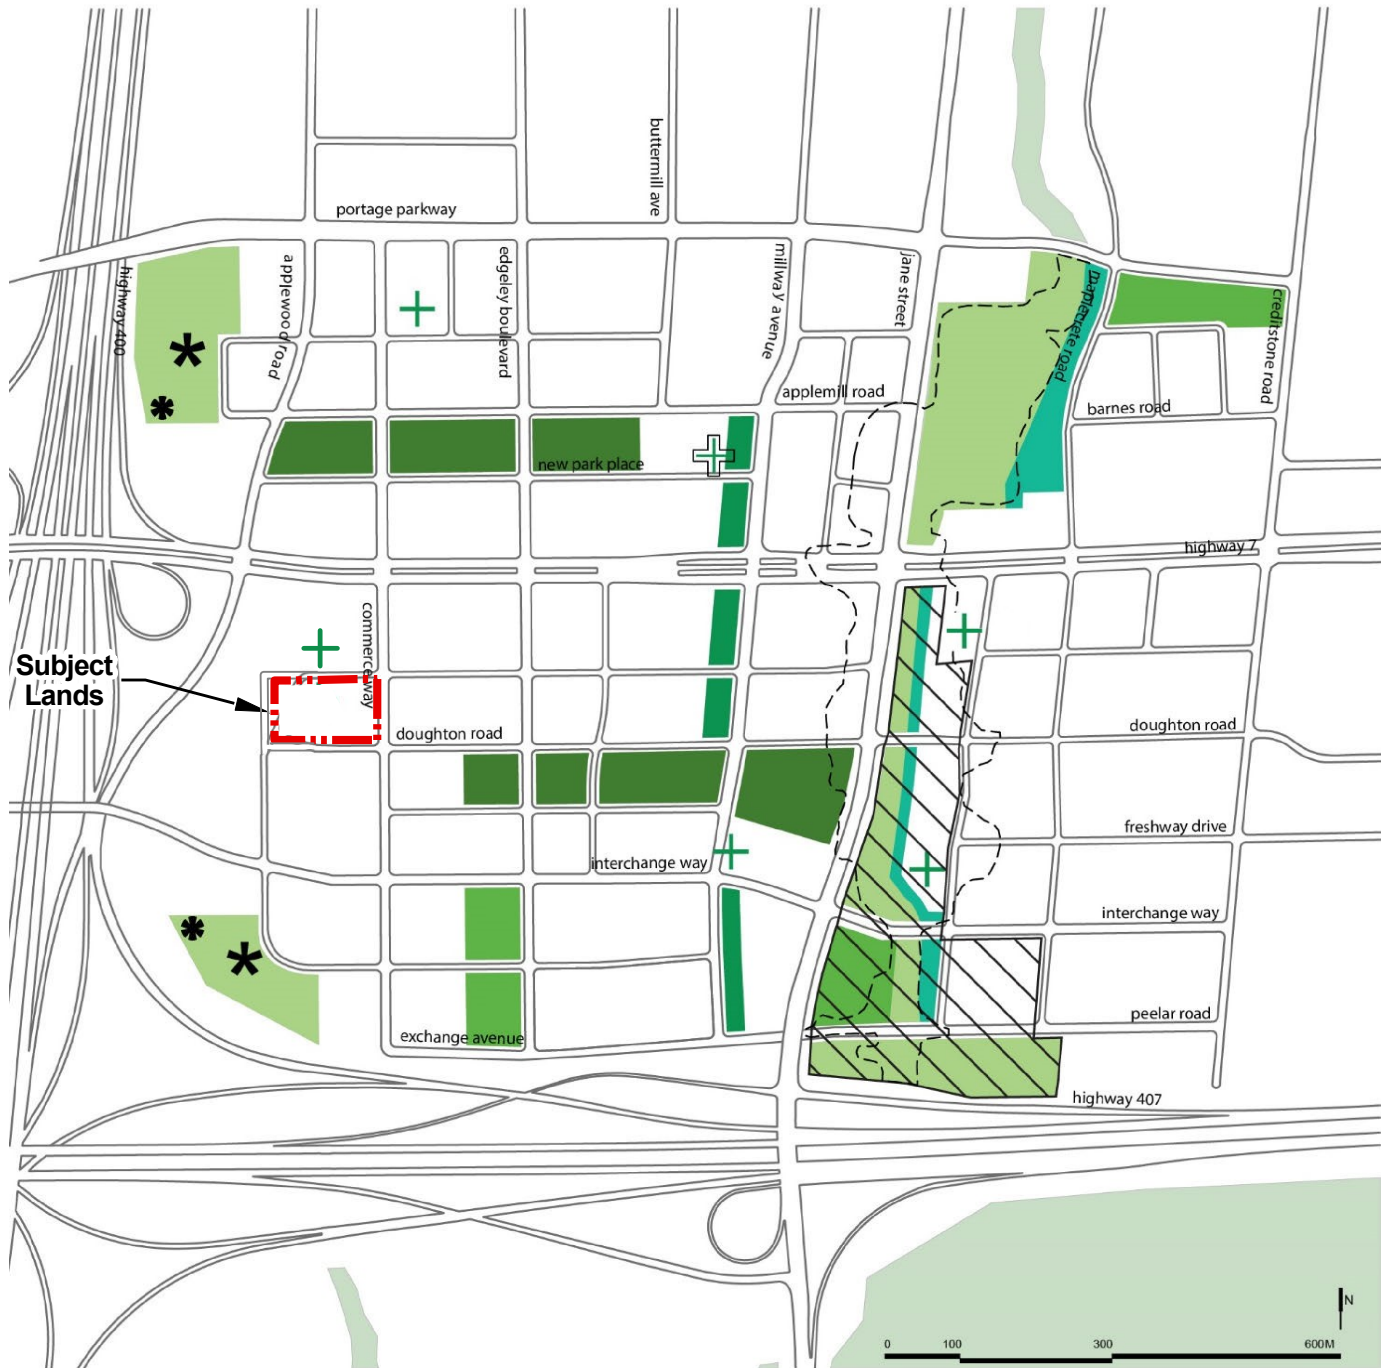 buttermill ave
portage parkway
highway 400
applewood road
edgeley boulevard
millway avenue
jane street
maplecrete road
creditstone road
applemill road
barnes road
new park place
highway 7
commerce way
Subject
Lands
doughton road
doughton road
freshway drive
interchange way
interchange way
peelar road
exchange avenue
highway 407
N
0 100 300 600M